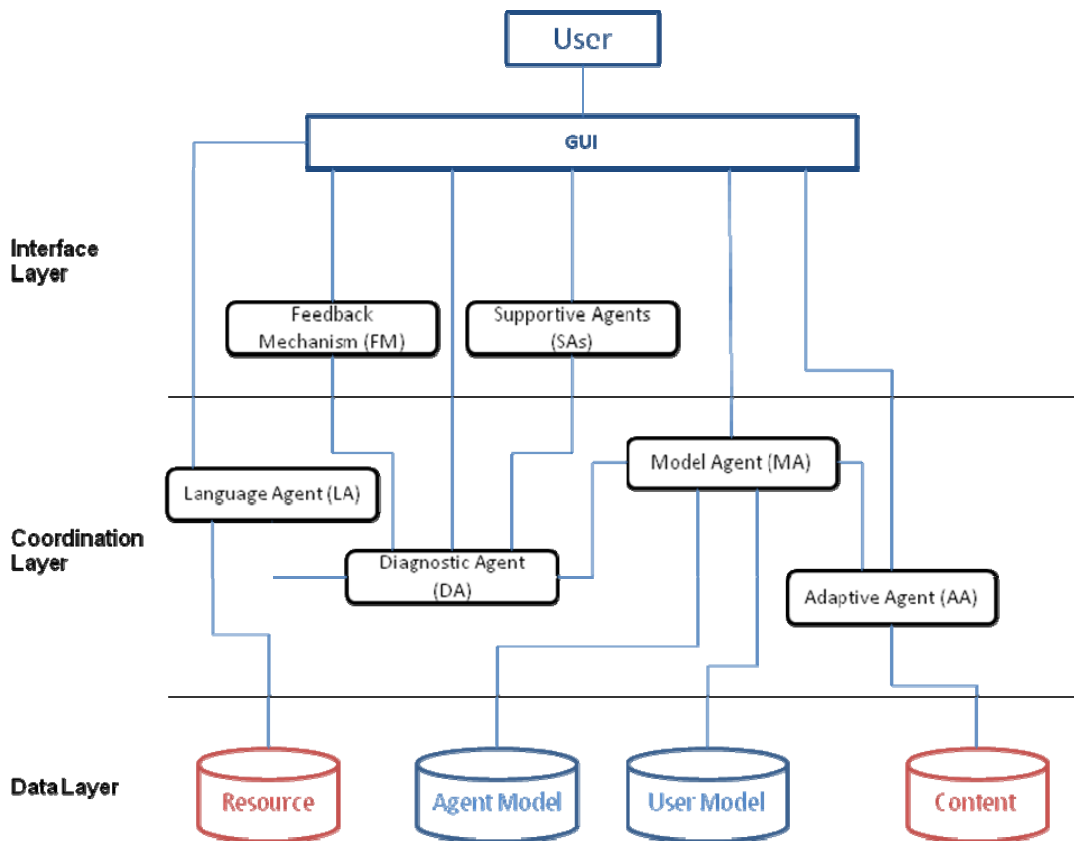 User
GUI
Interface
Layer
Feedback
Mechanism (FM)
Supportive Agents
(SAs)
Model Agent (MA)
Language Agent (LA)
Coordination
Layer
Diagnostic Agent
(DA)
Adaptive Agent (AA)
Data Layer
Resource
Agent Model
User Model
Content